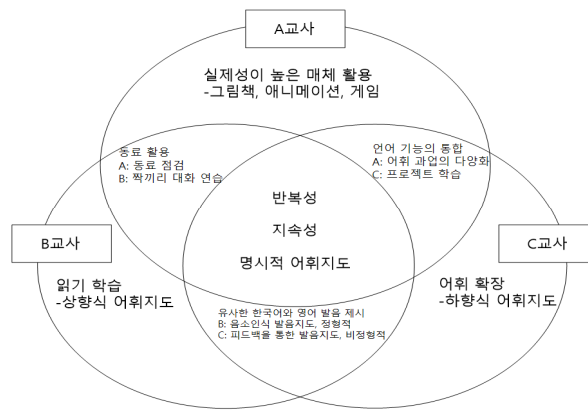 A교사
실제성이 높은 매체 활용
-그림책, 애니메이션, 게임
동료 활용
A: 동료 점검
B: 짝끼리 대화 연습
언어 기능의 통합
A: 어휘 과업의 다양화
C: 프로젝트 학습
반복성
지속성
명시적 어휘지도
B교사
읽기 학습
-상향식 어휘지도
C교사
어휘 확장
-하향식 어휘지도
유사한 한국어와 영어 발음 제시
B: 음소인식 발음지도, 정형적
C: 피드백을 통한 발음지도, 비정형적